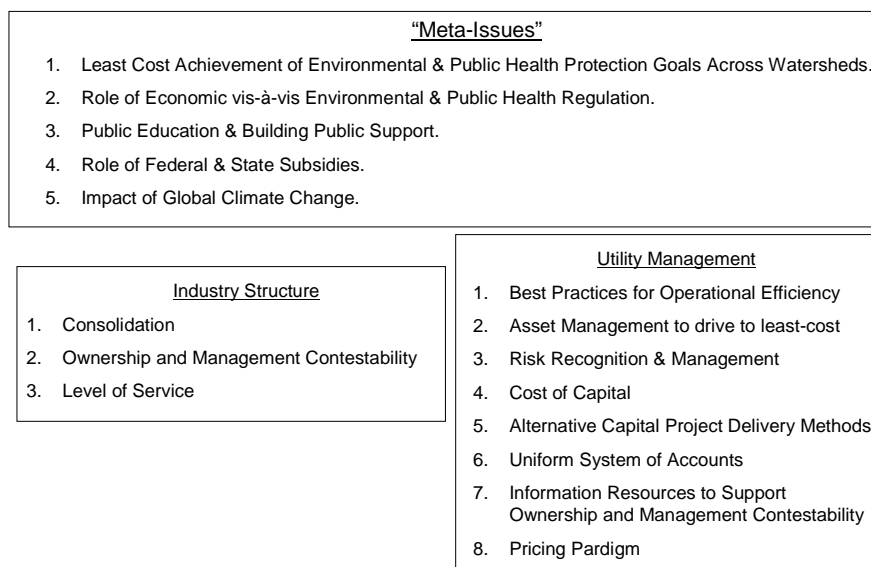 “Meta-Issues”
1. Least Cost Achievement of Environmental & Public Health Protection Goals Across Watersheds.
2. Role of Economic vis-à-vis Environmental & Public Health Regulation.
3. Public Education & Building Public Support.
4. Role of Federal & State Subsidies.
5. Impact of Global Climate Change.
Industry Structure
1. Consolidation
2. Ownership and Management Contestability
3. Level of Service
Utility Management
1. Best Practices for Operational Efficiency
2. Asset Management to drive to least-cost
3. Risk Recognition & Management
4. Cost of Capital
5. Alternative Capital Project Delivery Methods
6. Uniform System of Accounts
7. Information Resources to Support
Ownership and Management Contestability
8. Pricing Pardigm